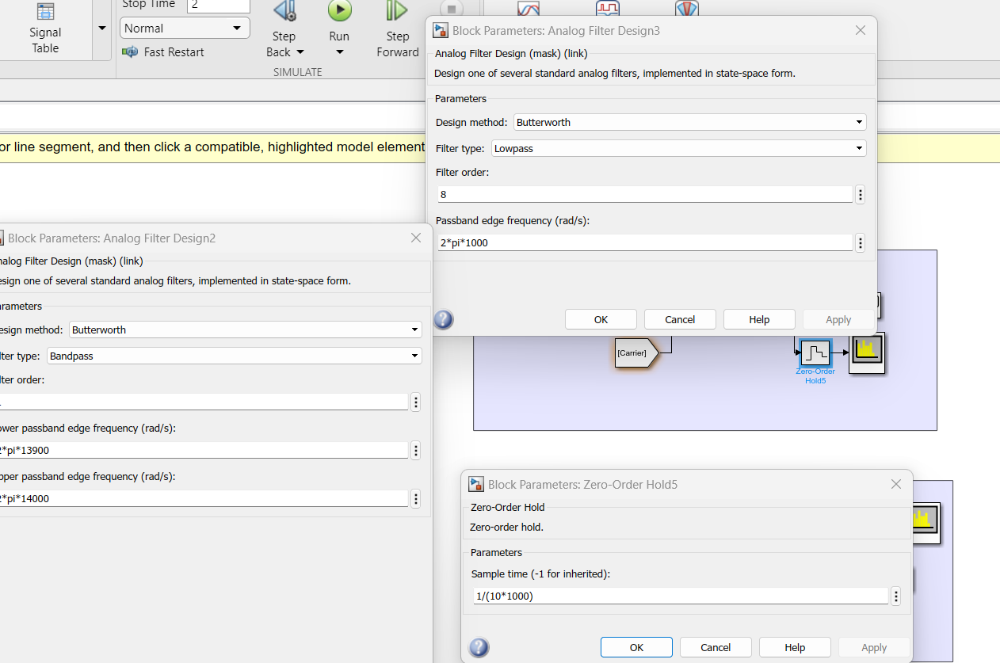 Stop Time 2
Signal
Table
Normal
Fast Restart
Step
Back
Run
Step
Forward
SIMULATE
or line segment, and then click a compatible, highlighted model element
Block Parameters: Analog Filter Design3
Analog Filter Design (mask) (link)
Design one of several standard analog filters, implemented in state-space form.
Parameters
Design method: Butterworth
Filter type: Lowpass
Filter order:
8
Passband edge frequency (rad/s):
2*pi*1000
OK Cancel Help Apply
Block Parameters: Analog Filter Design2
nalog Filter Design (mask) (link)
esign one of several standard analog filters, implemented in state-space form.
arameters
esign method: Butterworth
lter type: Bandpass
lter order:
ower passband edge frequency (rad/s):
2*pi*13900
pper passband edge frequency (rad/s):
2*pi*14000
[Carrier]
Zero-Order
Hold5
Block Parameters: Zero-Order Hold5
Zero-Order Hold
Zero-order hold.
Parameters
Sample time (-1 for inherited):
1/(10*1000)
OK Cancel Help Apply